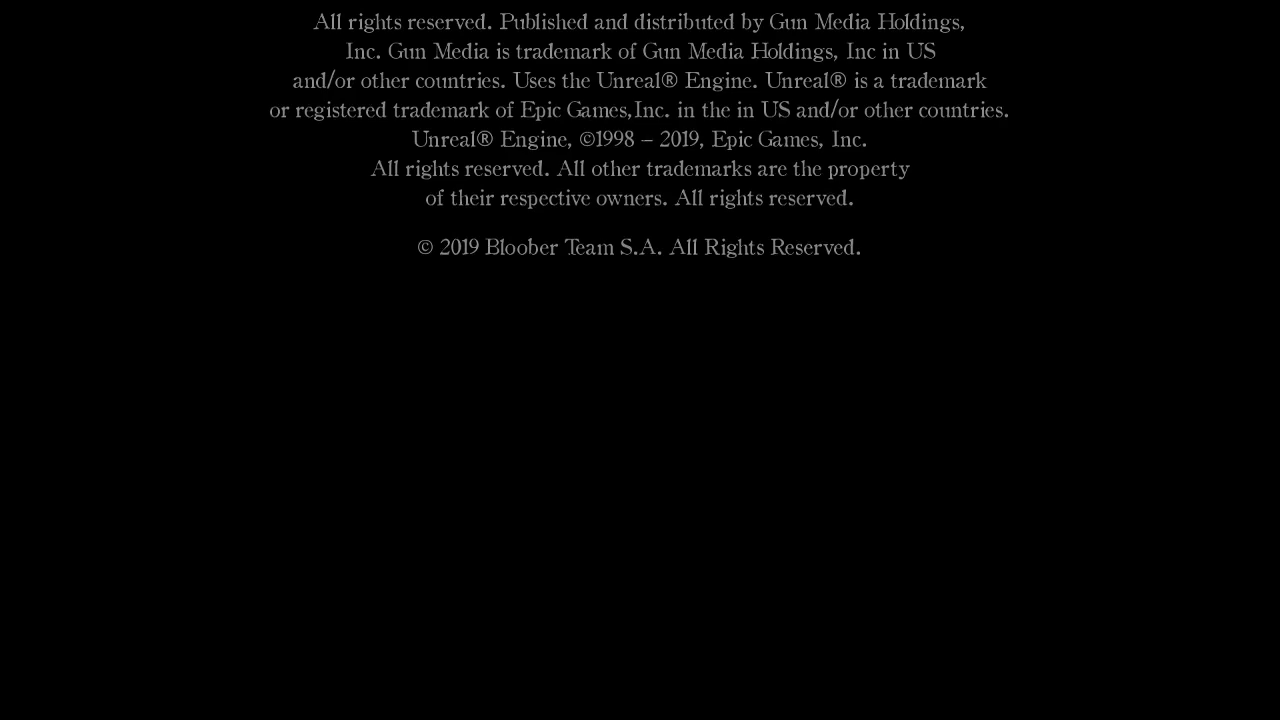 All rights reserved. Published and distributed by Gun Media Holdings,
Inc. Gun Media is trademark of Gun Media Holdings, Inc in US
and/or other countries. Uses the Unreal® Engine. Unreal® is a trademark
or registered trademark of Epic Games,Inc. in the in US and/or other countries.
Unreal® Engine, ©1998 – 2019, Epic Games, Inc.
All rights reserved. All other trademarks are the property
of their respective owners. All rights reserved.
© 2019 Bloober Team S.A. All Rights Reserved.